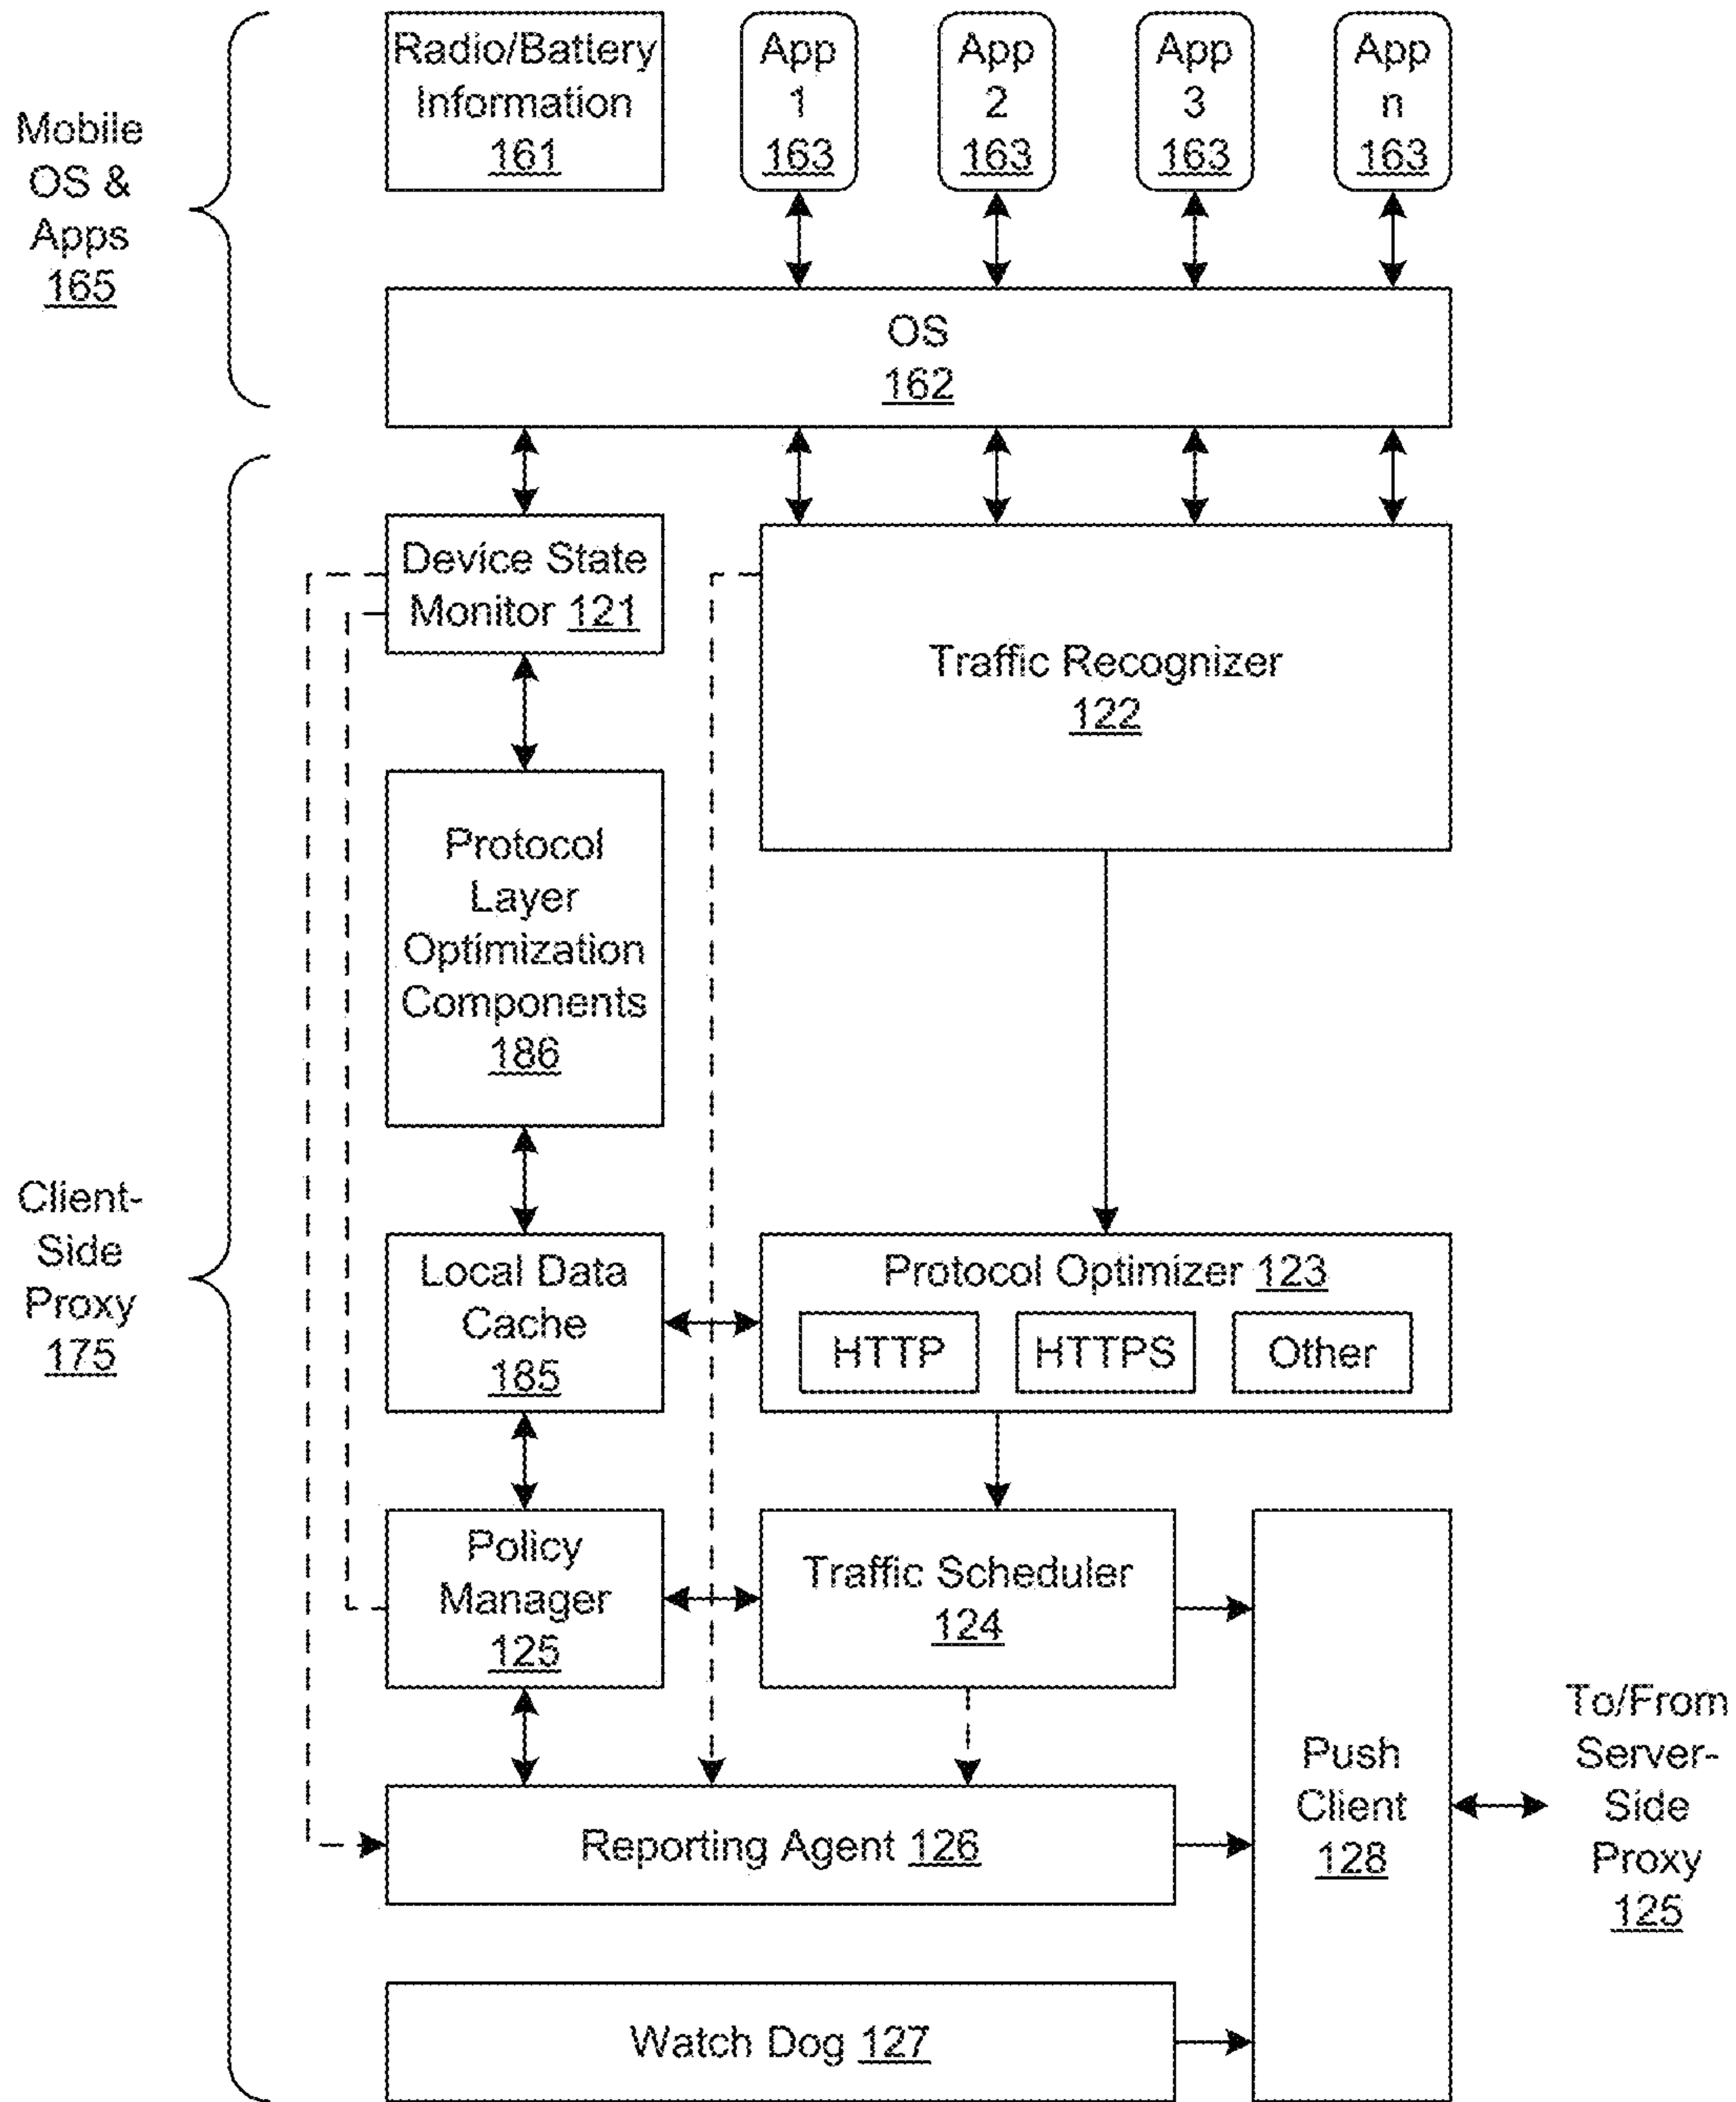 Radio/Battery
Information
161
App
1
163
App
2
163
App
3
163
App
n
163
Mobile
OS &
Apps
165
OS
162
Device State
Monitor 121
Traffic Recognizer
122
Protocol
Layer
Optimization
Components
186
Client-
Side
Proxy
175
Local Data
Cache
185
Protocol Optimizer 123
HTTP
HTTPS
Other
Policy
Manager
125
Traffic Scheduler
124
Push
Client
128
To/From
Server-
Side
Proxy
125
Reporting Agent 126
Watch Dog 127